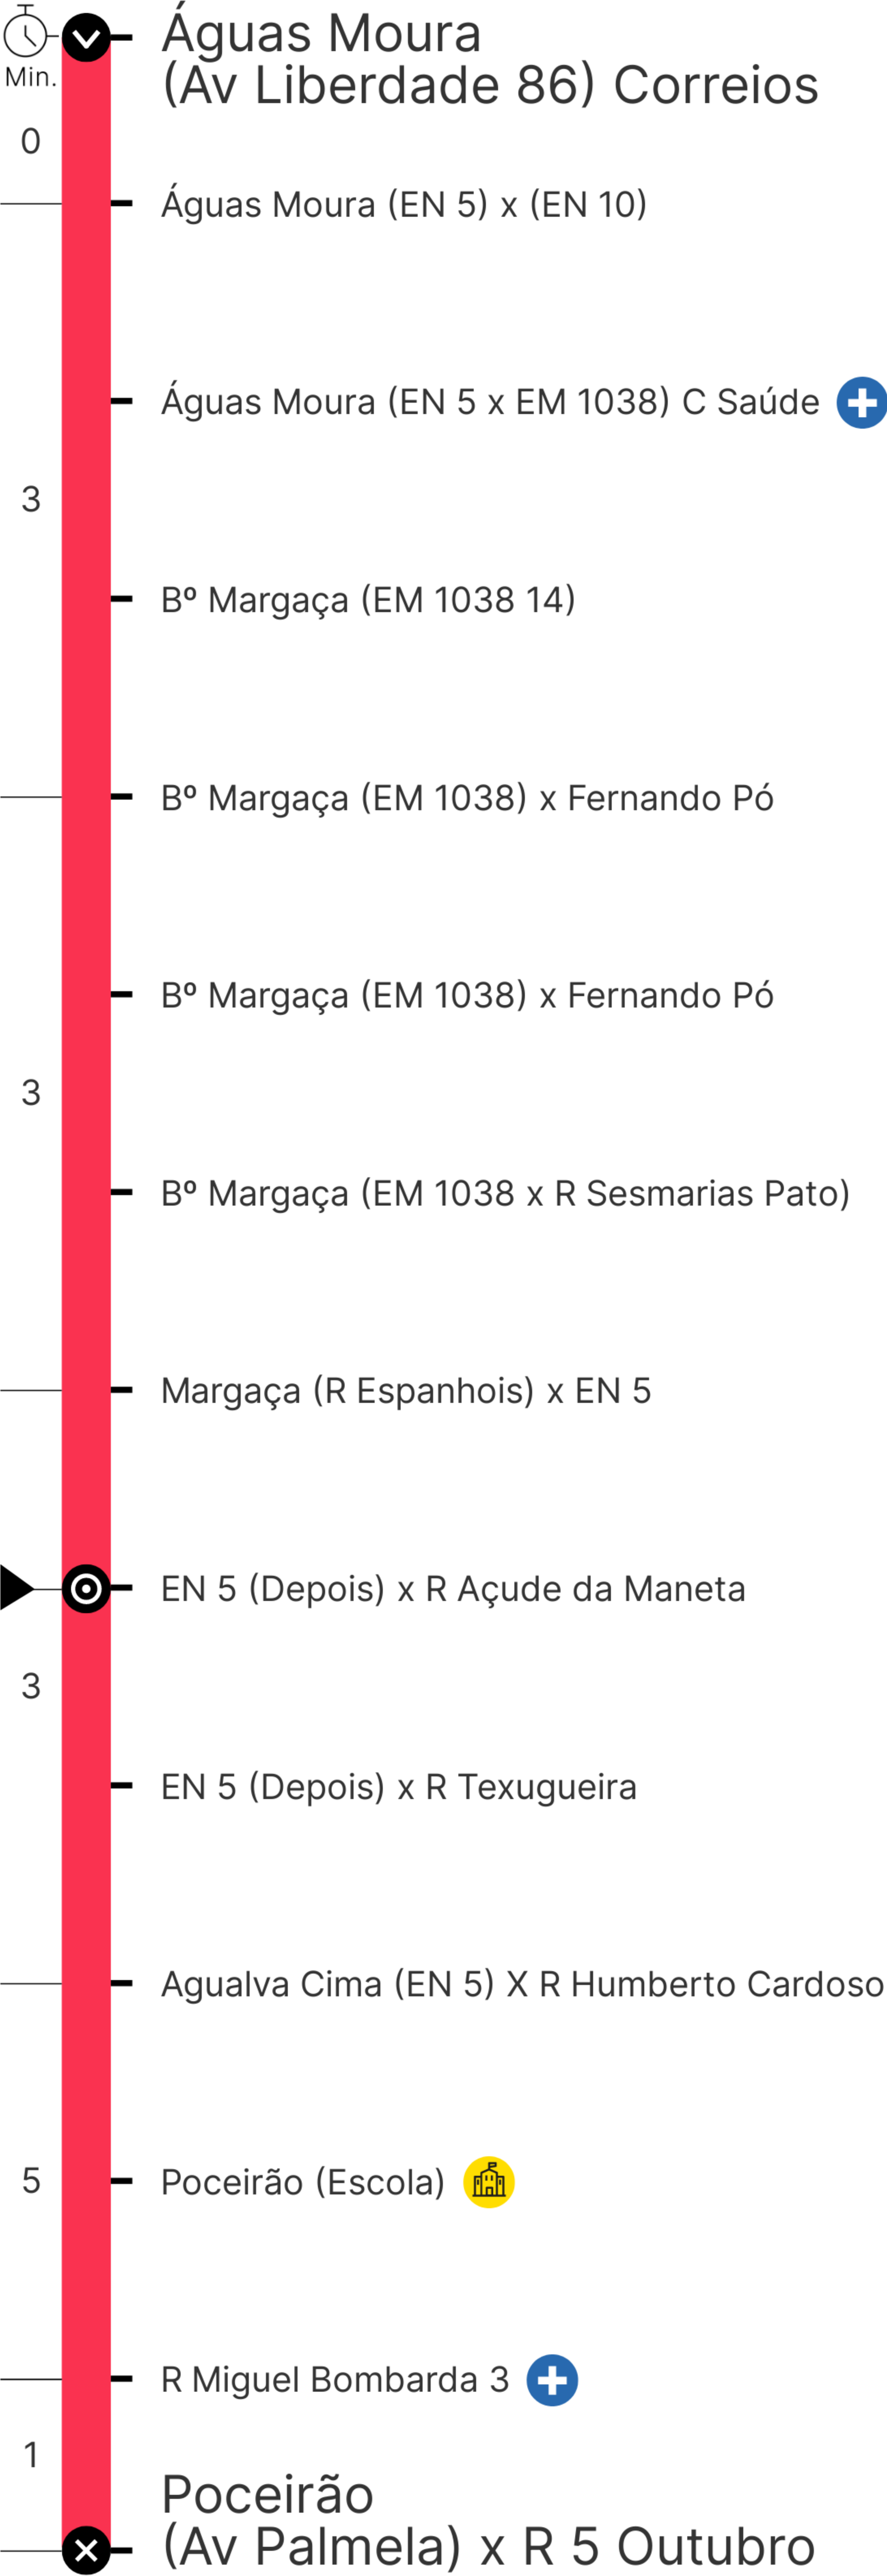 Águas Moura
(Av Liberdade 86) Correios
Min.
0
Águas Moura (EN 5) x (EN 10)
Águas Moura (EN 5 x EM 1038) C Saúde
3
Bº Margaça (EM 1038 14)
Bº Margaça (EM 1038) x Fernando Pó
Bº Margaça (EM 1038) x Fernando Pó
3
Bº Margaça (EM 1038 x R Sesmarias Pato)
Margaça (R Espanhois) x EN 5
EN 5 (Depois) x R Açude da Maneta
3
EN 5 (Depois) x R Texugueira
Agualva Cima (EN 5) X R Humberto Cardoso
5
Poceirão (Escola)
R Miguel Bombarda 3
1
Poceirão
(Av Palmela) x R 5 Outubro